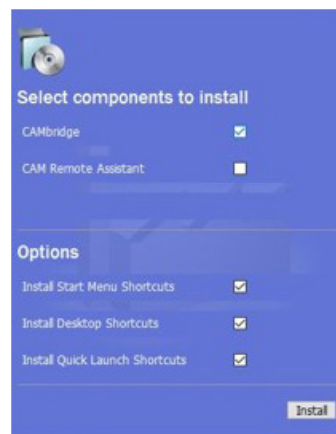 Select components to install
CAMbridge
CAM Remote Assistant
Options
Install Start Menu Shortcuts
Install Desktop Shortcuts
Install Quick Launch Shortcuts
Install